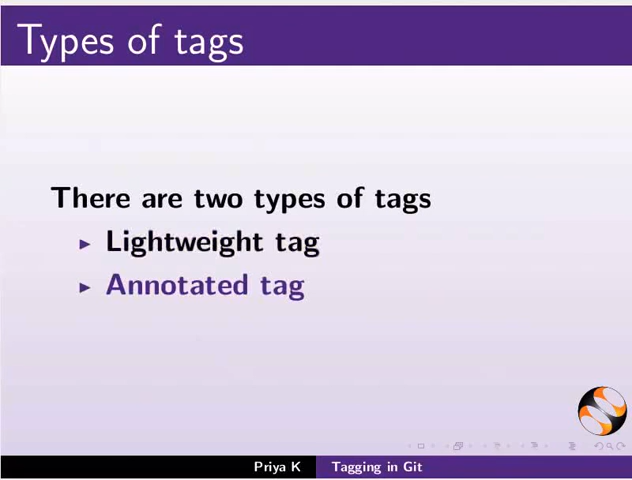 Types of tags
There are two types of tags
Lightweight tag
Annotated tag
Priya K
Tagging in Git